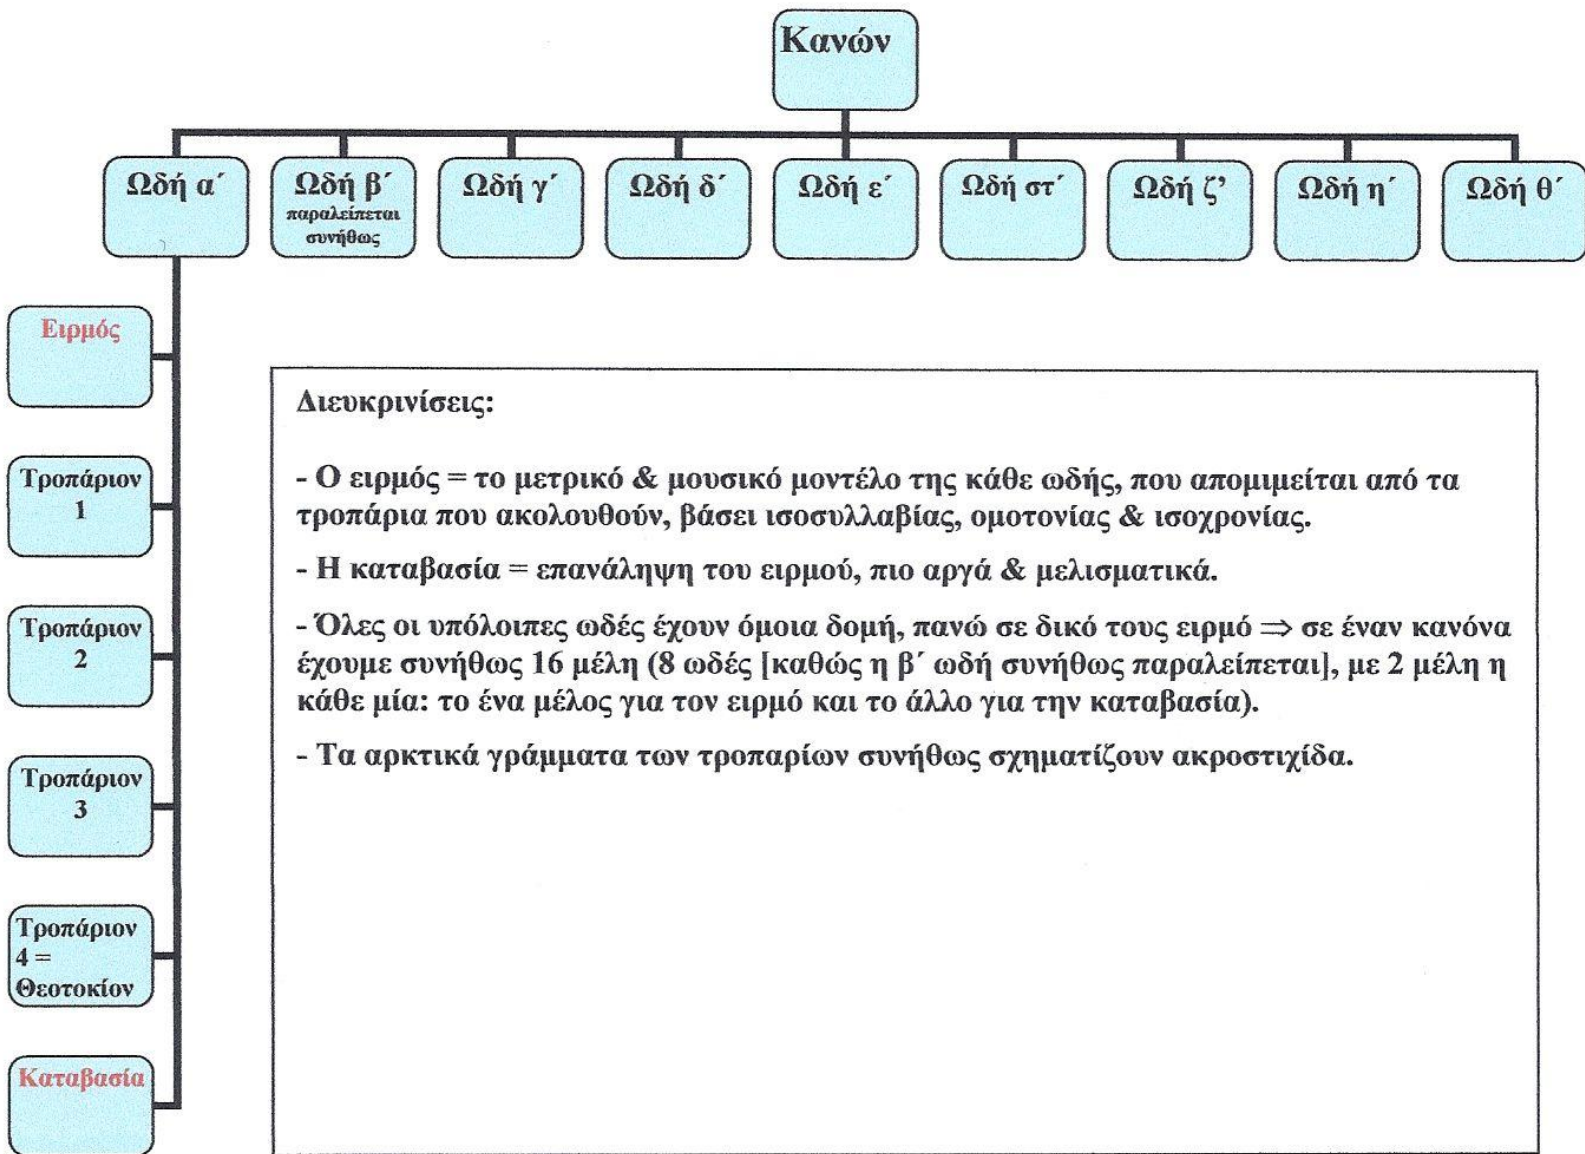 Κανών
Ωδή α΄
Ωδή β΄
παραλείπεται
συνήθως
Ωδή γ΄
Ωδή δ΄
Ωδή ε΄
Ωδή στ΄
Ωδή ζ’
Ωδή η΄
Ωδή θ΄
Ειρμός
Τροπάριον
1
Τροπάριον
2
Τροπάριον
3
Τροπάριον
4 =
Θεοτοκίον
Καταβασία
Διευκρινίσεις:
- Ο ειρμός = το μετρικό & μουσικό μοντέλο της κάθε ωδής, που απομιμείται από τα
τροπάρια που ακολουθούν, βάσει ισοσυλλαβίας, ομοτονίας & ισοχρονίας.
- Η καταβασία = επανάληψη του ειρμού, πιο αργά & μελισματικά.
- Όλες οι υπόλοιπες ωδές έχουν όμοια δομή, πανώ σε δικό τους ειρμό ⇒ σε έναν κανόνα
έχουμε συνήθως 16 μέλη (8 ωδές [καθώς η β΄ ωδή συνήθως παραλείπεται], με 2 μέλη η
κάθε μία: το ένα μέλος για τον ειρμό και το άλλο για την καταβασία).
- Τα αρκτικά γράμματα των τροπαρίων συνήθως σχηματίζουν ακροστιχίδα.